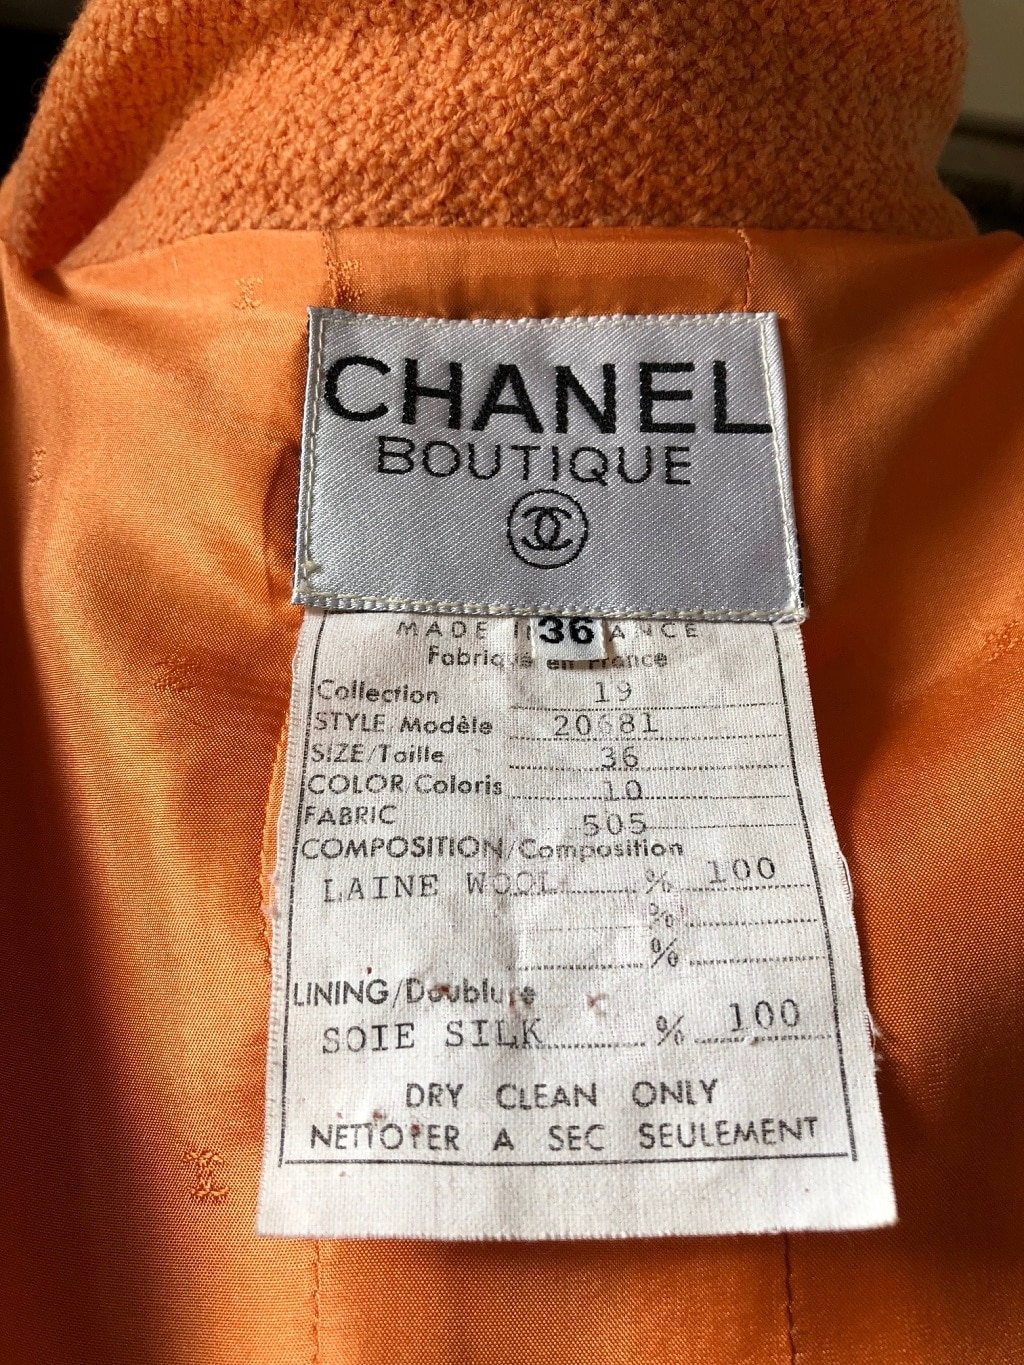 CHANEL
BOUTIQUE
36
MADE IN FRANCE
Fabriqué en France
Collection 19
STYLE/Modèle 20681
SIZE/Taille 36
COLOR/Coloris 10
FABRIC 505
COMPOSITION/Composition
LAINE WOOL % 100
%
%
LINING/Doublure
SOIE SILK % 100
DRY CLEAN ONLY
NETTOYER A SEC SEULEMENT